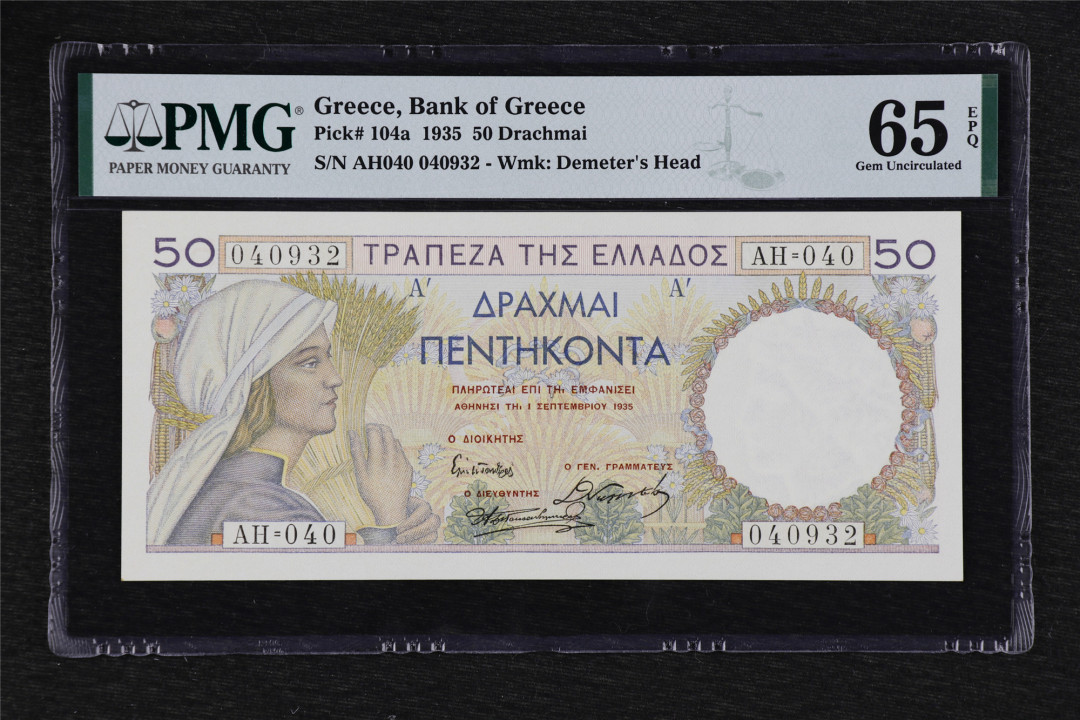 PMG®
PAPER MONEY GUARANTY
Greece, Bank of Greece
Pick# 104a 1935 50 Drachmai
S/N AH040 040932 - Wmk: Demeter's Head
65
EPQ
Gem Uncirculated
50 040932 ΤΡΑΠΕΖΑ ΤΗΣ ΕΛΛΑΔΟΣ ΑΗ=040 50
Α' Α'
ΔΡΑΧΜΑΙ
ΠΕΝΤΗΚΟΝΤΑ
ΠΛΗΡΩΤΕΑΙ ΕΠΙ ΤΗι ΕΜΦΑΝΙΣΕΙ
ΑΘΗΝΗΣΙ ΤΗι 1 ΣΕΠΤΕΜΒΡΙΟΥ 1935
Ο ΔΙΟΙΚΗΤΗΣ
Ο ΓΕΝ. ΓΡΑΜΜΑΤΕΥΣ
Ο ΔΙΕΥΘΥΝΤΗΣ
ΑΗ=040 040932